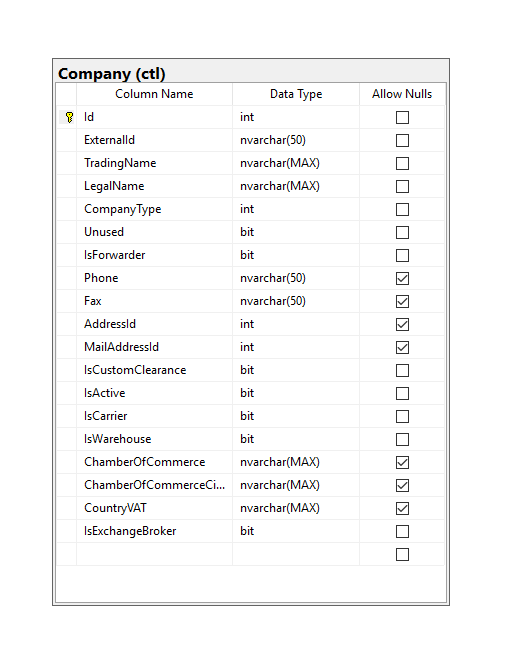 Company (ctl)
Column Name Data Type Allow Nulls
Id int
ExternalId nvarchar(50)
TradingName nvarchar(MAX)
LegalName nvarchar(MAX)
CompanyType int
Unused bit
IsForwarder bit
Phone nvarchar(50)
Fax nvarchar(50)
AddressId int
MailAddressId int
IsCustomClearance bit
IsActive bit
IsCarrier bit
IsWarehouse bit
ChamberOfCommerce nvarchar(MAX)
ChamberOfCommerceCi... nvarchar(MAX)
CountryVAT nvarchar(MAX)
IsExchangeBroker bit